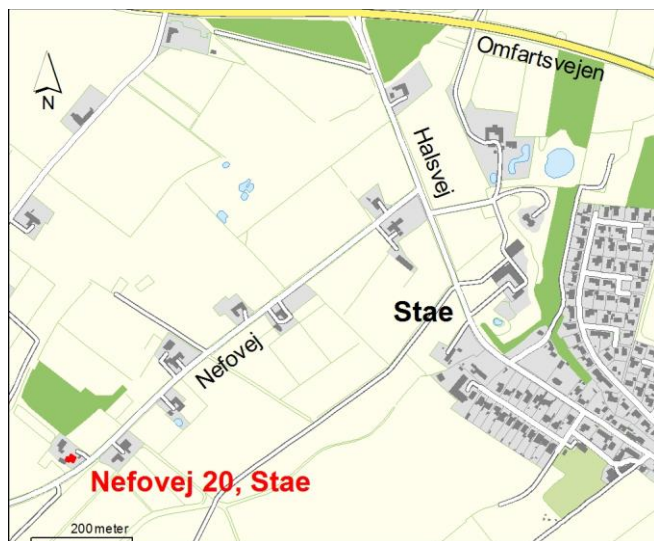 Omfartsvejen
N
Halsvej
Stae
Nefovej
Nefovej 20, Stae
200 meter